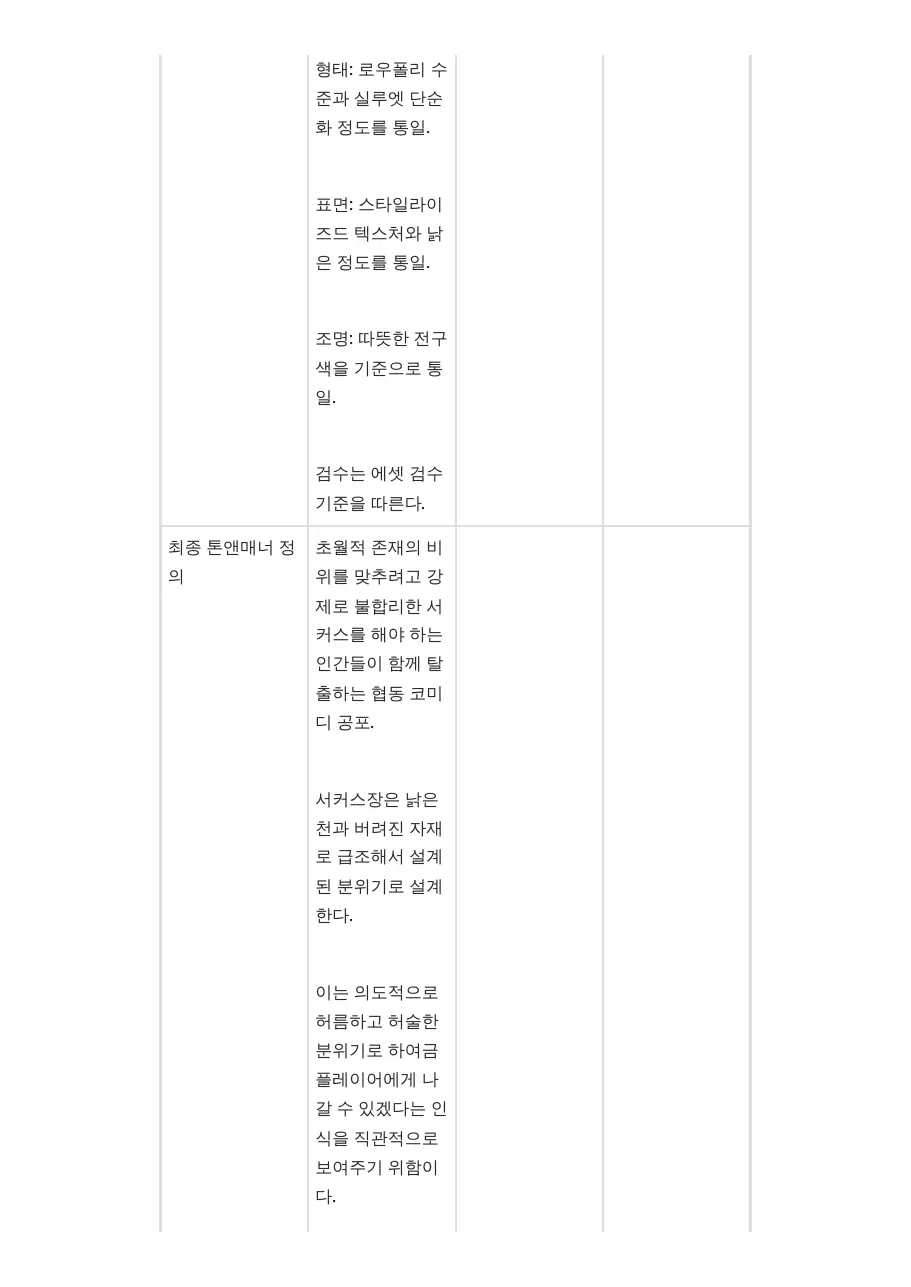 형태: 로우폴리 수
준과 실루엣 단순
화 정도를 통일.
표면: 스타일라이
즈드 텍스처와 낡
은 정도를 통일.
조명: 따뜻한 전구
색을 기준으로 통
일.
검수는 에셋 검수
기준을 따른다.
최종 톤앤매너 정
의
초월적 존재의 비
위를 맞추려고 강
제로 불합리한 서
커스를 해야 하는
인간들이 함께 탈
출하는 협동 코미
디 공포.
서커스장은 낡은
천과 버려진 자재
로 급조해서 설계
된 분위기로 설계
한다.
이는 의도적으로
허름하고 허술한
분위기로 하여금
플레이어에게 나
갈 수 있겠다는 인
식을 직관적으로
보여주기 위함이
다.